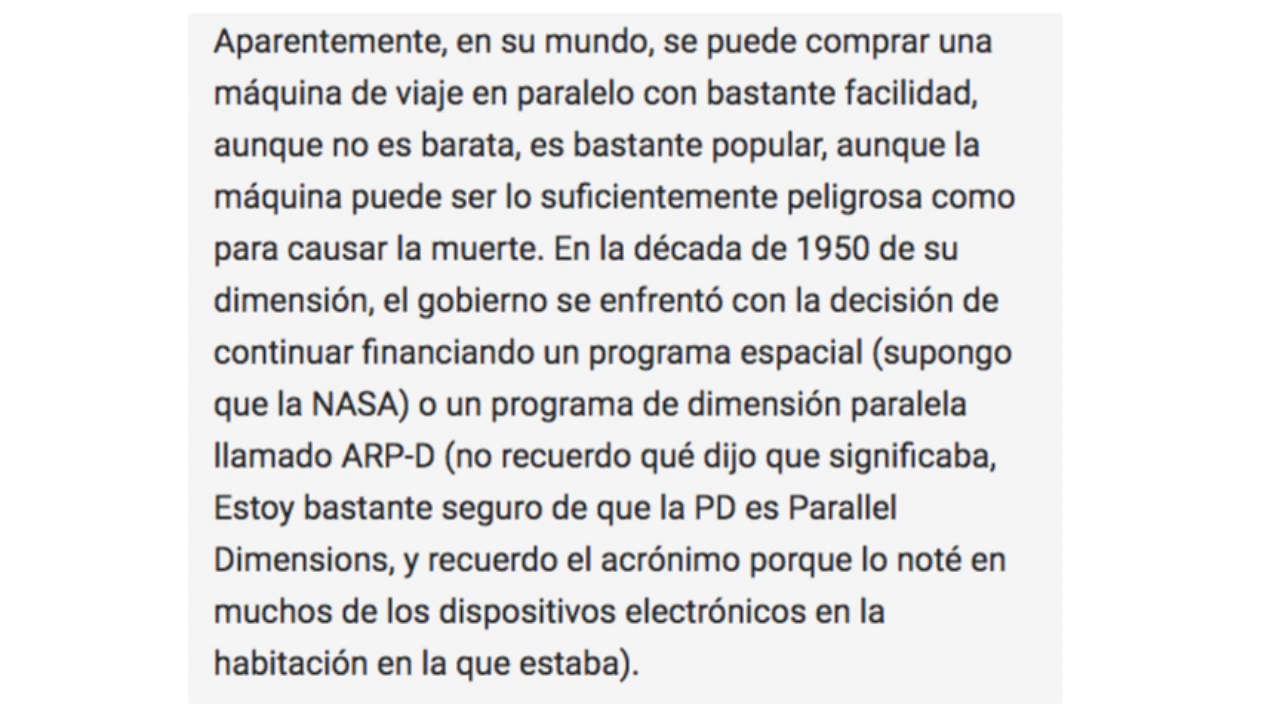 Aparentemente, en su mundo, se puede comprar una
máquina de viaje en paralelo con bastante facilidad,
aunque no es barata, es bastante popular, aunque la
máquina puede ser lo suficientemente peligrosa como
para causar la muerte. En la década de 1950 de su
dimensión, el gobierno se enfrentó con la decisión de
continuar financiando un programa espacial (supongo
que la NASA) o un programa de dimensión paralela
llamado ARP-D (no recuerdo qué dijo que significaba,
Estoy bastante seguro de que la PD es Parallel
Dimensions, y recuerdo el acrónimo porque lo noté en
muchos de los dispositivos electrónicos en la
habitación en la que estaba).